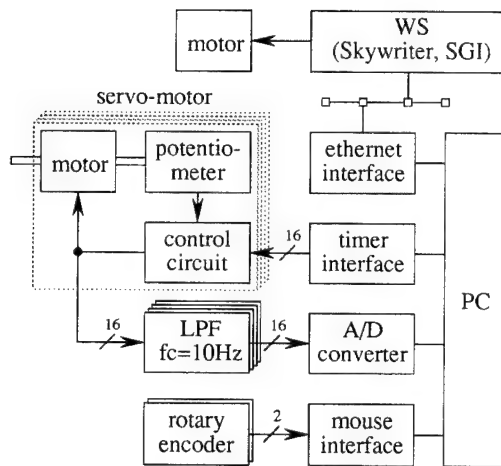 motor
WS
(Skywriter, SGI)
servo-motor
motor
potentio-
meter
ethernet
interface
control
circuit
16
timer
interface
PC
16
LPF
fc=10Hz
16
A/D
converter
rotary
encoder
2
mouse
interface